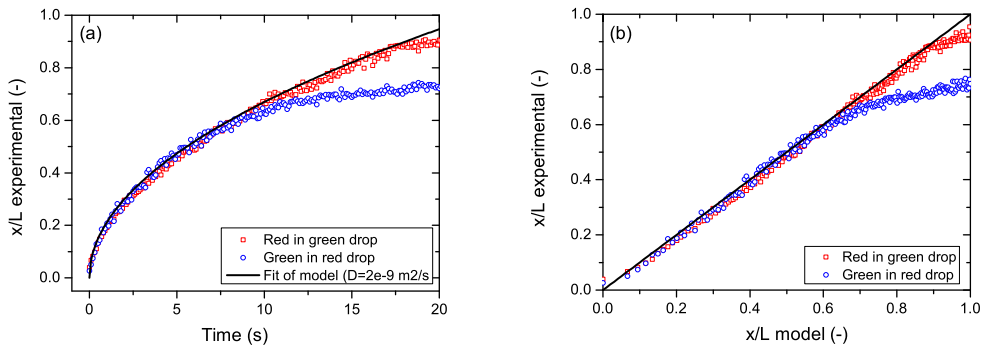 (a)
1.0
0.8
0.6
0.4
0.2
0.0
x/L experimental (-)
0
5
10
15
20
Time (s)
Red in green drop
Green in red drop
Fit of model (D=2e-9 m2/s
(b)
1.0
0.8
0.6
0.4
0.2
0.0
x/L experimental (-)
0.0
0.2
0.4
0.6
0.8
1.0
x/L model (-)
Red in green drop
Green in red drop